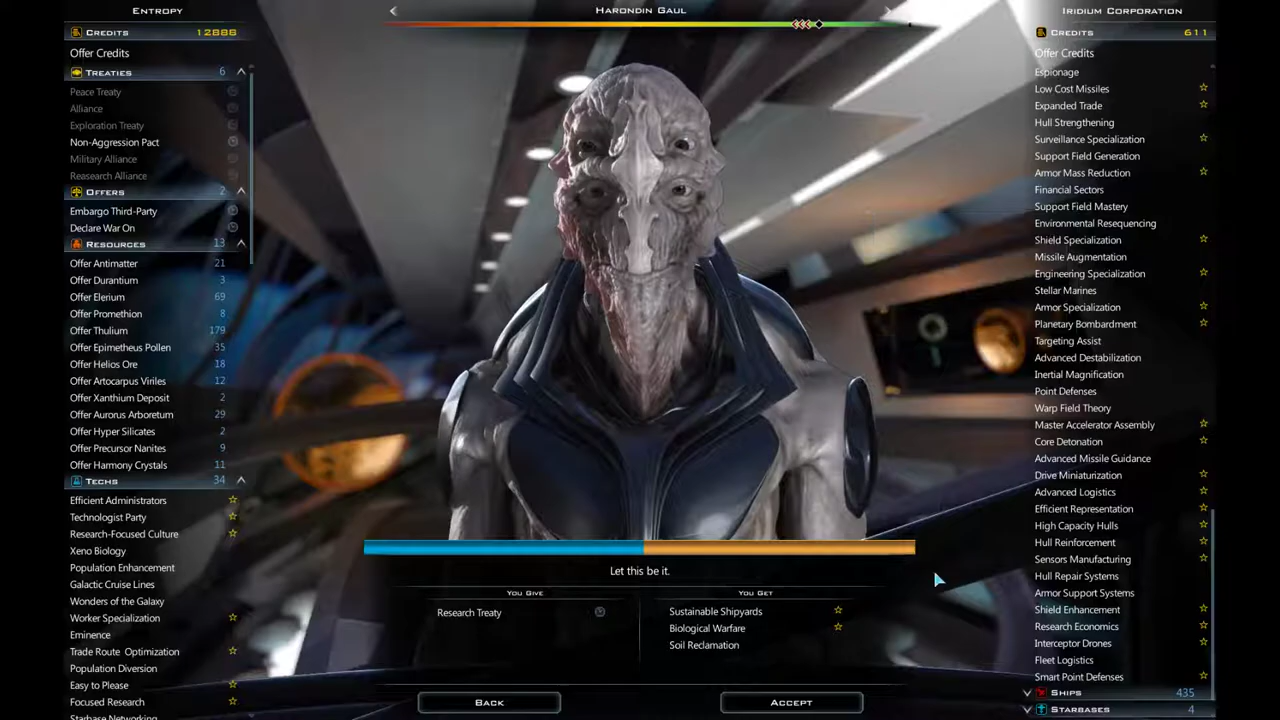 Entropy
Credits 12888
Offer Credits
Treaties 6
Peace Treaty
Alliance
Exploration Treaty
Non-Aggression Pact
Military Alliance
Reasearch Alliance
Offers 2
Embargo Third-Party
Declare War On
Resources 13
Offer Antimatter 21
Offer Durantium 3
Offer Elerium 69
Offer Promethion 8
Offer Thulium 179
Offer Epimetheus Pollen 35
Offer Helios Ore 18
Offer Artocarpus Viriles 12
Offer Xanthium Deposit 2
Offer Aurorus Arboretum 29
Offer Hyper Silicates 2
Offer Precursor Nanites 9
Offer Harmony Crystals 11
Techs 34
Efficient Administrators
Technologist Party
Research-Focused Culture
Xeno Biology
Population Enhancement
Galactic Cruise Lines
Wonders of the Galaxy
Worker Specialization
Eminence
Trade Route Optimization
Population Diversion
Easy to Please
Focused Research
Starbase Networking
Harondin Gaul
Let this be it.
You Give
Research Treaty
You Get
Sustainable Shipyards
Biological Warfare
Soil Reclamation
Back
Accept
Iridium Corporation
Credits 611
Offer Credits
Espionage
Low Cost Missiles
Expanded Trade
Hull Strengthening
Surveillance Specialization
Support Field Generation
Armor Mass Reduction
Financial Sectors
Support Field Mastery
Environmental Resequencing
Shield Specialization
Missile Augmentation
Engineering Specialization
Stellar Marines
Armor Specialization
Planetary Bombardment
Targeting Assist
Advanced Destabilization
Inertial Magnification
Point Defenses
Warp Field Theory
Master Accelerator Assembly
Core Detonation
Advanced Missile Guidance
Drive Miniaturization
Advanced Logistics
Efficient Representation
High Capacity Hulls
Hull Reinforcement
Sensors Manufacturing
Hull Repair Systems
Armor Support Systems
Shield Enhancement
Research Economics
Interceptor Drones
Fleet Logistics
Smart Point Defenses
Ships 435
Starbases 4